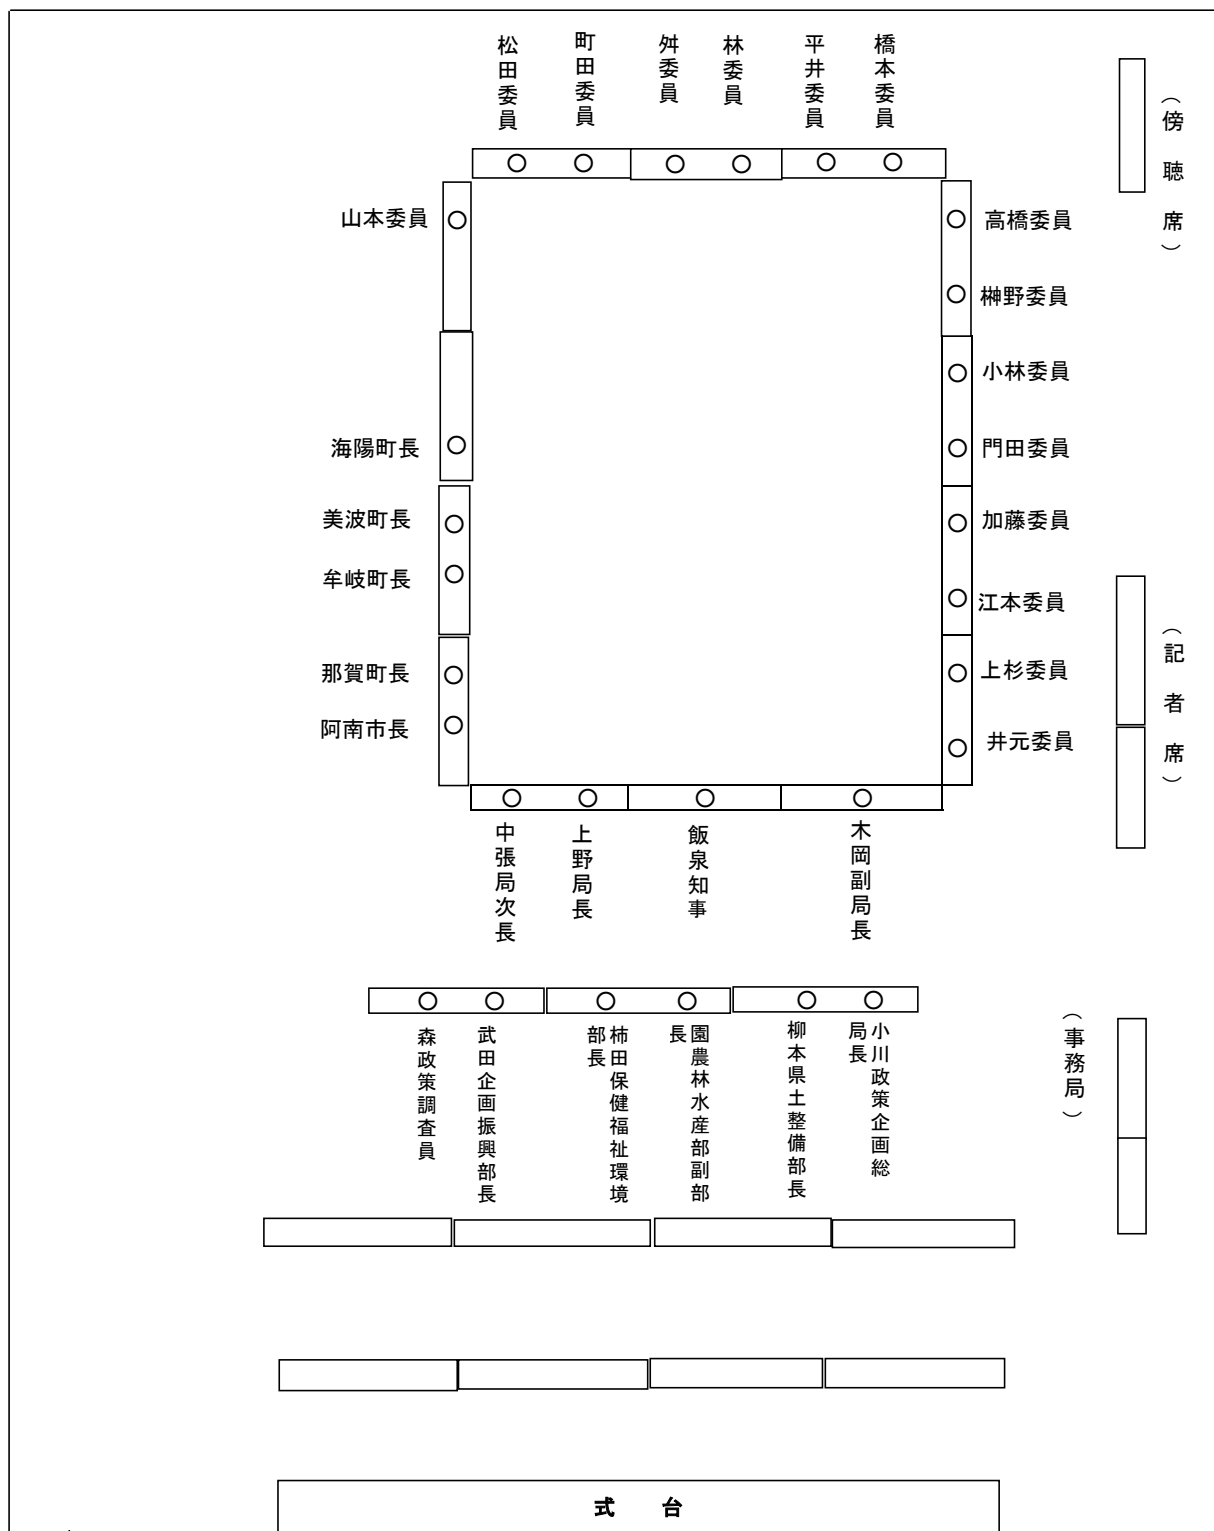 松田委員
町田委員
舛委員
林委員
平井委員
橋本委員
（傍聴席）
山本委員
海陽町長
美波町長
牟岐町長
那賀町長
阿南市長
高橋委員
榊野委員
小林委員
門田委員
加藤委員
江本委員
上杉委員
井元委員
（記者席）
中張局次長
上野局長
飯泉知事
木岡副局長
森政策調査員
武田企画振興部長
柿田保健福祉環境
部長
園農林水産部副部
長
柳本県土整備部長
小川政策企画総
局長
（事務局）
式　台